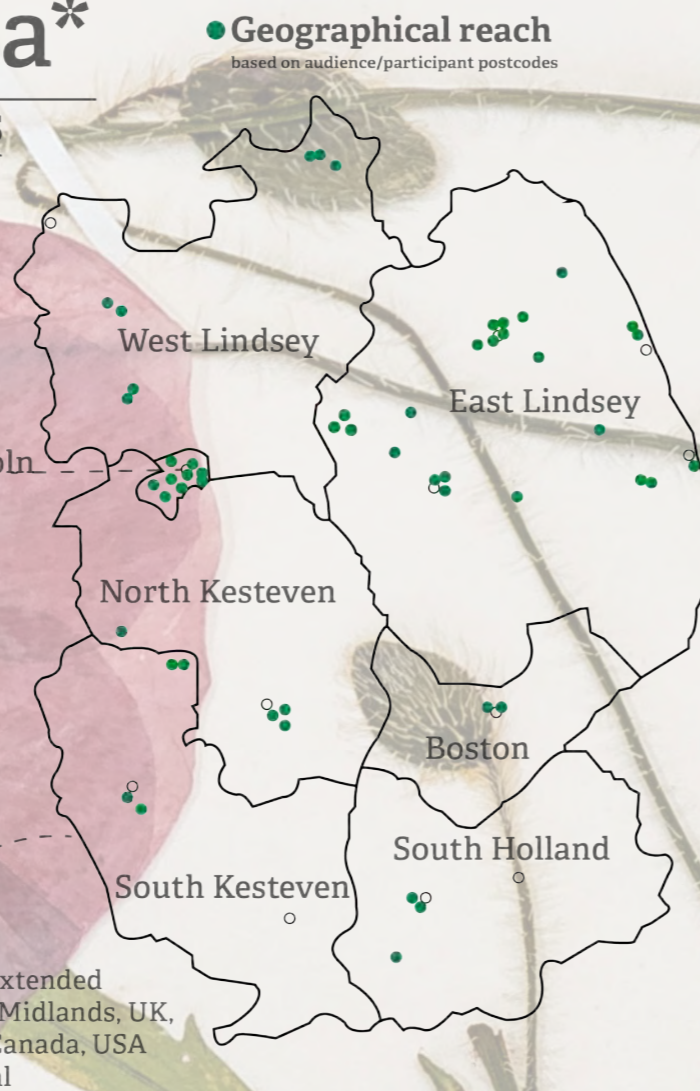 a*
Geographical reach
based on audience/participant postcodes
West Lindsey
East Lindsey
oln
North Kesteven
Boston
South Holland
South Kesteven
xtended
Midlands, UK,
Canada, USA
al